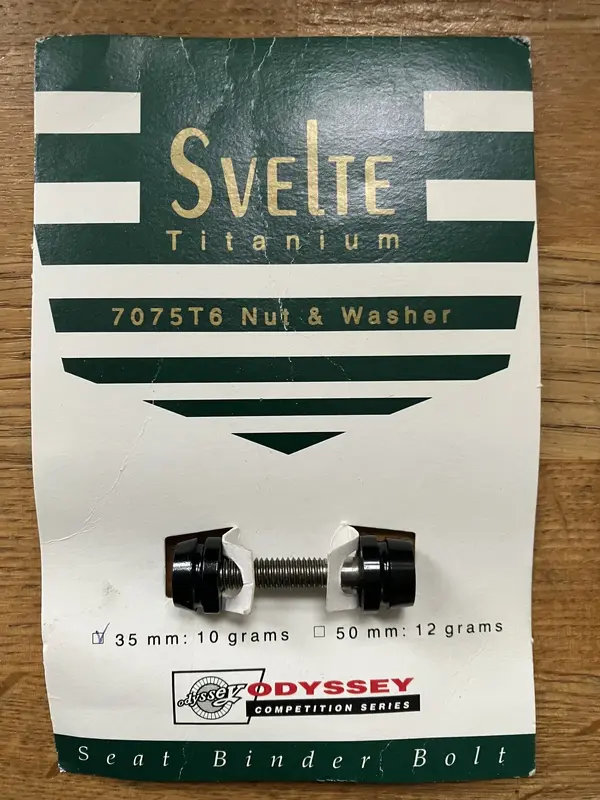 Svelte
Titanium
7075T6 Nut & Washer
35 mm: 10 grams 50 mm: 12 grams
odyssey ODYSSEY
COMPETITION SERIES
Seat Binder Bolt